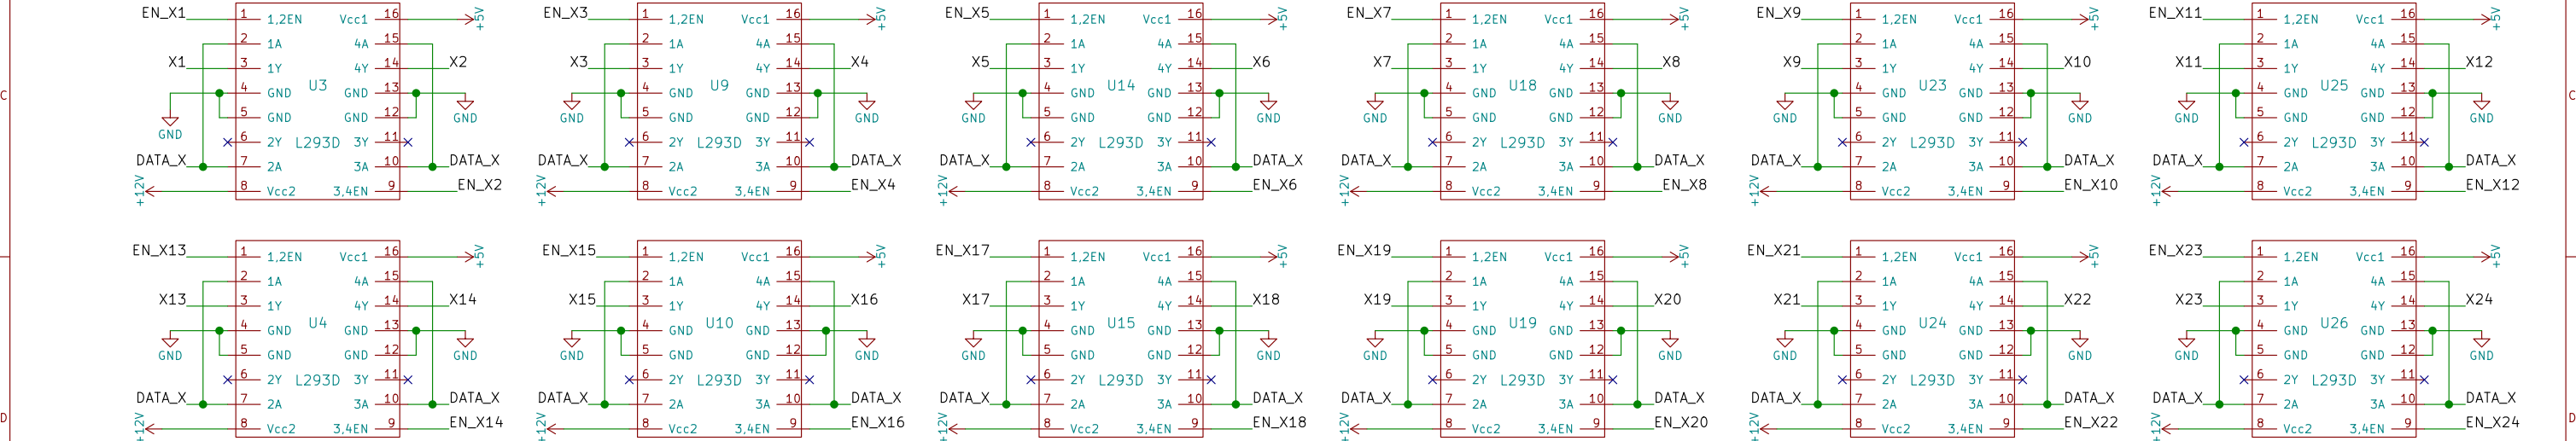 EN_X1 1 1,2EN Vcc1 16 +5V EN_X3 1 1,2EN Vcc1 16 +5V EN_X5 1 1,2EN Vcc1 16 +5V EN_X7 1 1,2EN Vcc1 16 +5V EN_X9 1 1,2EN Vcc1 16 +5V EN_X11 1 1,2EN Vcc1 16 +5V
2 1A 4A 15 2 1A 4A 15 2 1A 4A 15 2 1A 4A 15 2 1A 4A 15 2 1A 4A 15
X1 3 1Y 4Y 14 X2 X3 3 1Y 4Y 14 X4 X5 3 1Y 4Y 14 X6 X7 3 1Y 4Y 14 X8 X9 3 1Y 4Y 14 X10 X11 3 1Y 4Y 14 X12
U3 U9 U14 U18 U23 U25
C 4 GND GND 13 4 GND GND 13 4 GND GND 13 4 GND GND 13 4 GND GND 13 4 GND GND 13 C
GND 5 GND GND 12 GND GND 5 GND GND 12 GND GND 5 GND GND 12 GND GND 5 GND GND 12 GND GND 5 GND GND 12 GND GND 5 GND GND 12 GND
6 2Y L293D 3Y 11 6 2Y L293D 3Y 11 6 2Y L293D 3Y 11 6 2Y L293D 3Y 11 6 2Y L293D 3Y 11 6 2Y L293D 3Y 11
DATA_X 7 2A 3A 10 DATA_X DATA_X 7 2A 3A 10 DATA_X DATA_X 7 2A 3A 10 DATA_X DATA_X 7 2A 3A 10 DATA_X DATA_X 7 2A 3A 10 DATA_X DATA_X 7 2A 3A 10 DATA_X
+12V 8 Vcc2 3,4EN 9 EN_X2 +12V 8 Vcc2 3,4EN 9 EN_X4 +12V 8 Vcc2 3,4EN 9 EN_X6 +12V 8 Vcc2 3,4EN 9 EN_X8 +12V 8 Vcc2 3,4EN 9 EN_X10 +12V 8 Vcc2 3,4EN 9 EN_X12
EN_X13 1 1,2EN Vcc1 16 +5V EN_X15 1 1,2EN Vcc1 16 +5V EN_X17 1 1,2EN Vcc1 16 +5V EN_X19 1 1,2EN Vcc1 16 +5V EN_X21 1 1,2EN Vcc1 16 +5V EN_X23 1 1,2EN Vcc1 16 +5V
2 1A 4A 15 2 1A 4A 15 2 1A 4A 15 2 1A 4A 15 2 1A 4A 15 2 1A 4A 15
X13 3 1Y 4Y 14 X14 X15 3 1Y 4Y 14 X16 X17 3 1Y 4Y 14 X18 X19 3 1Y 4Y 14 X20 X21 3 1Y 4Y 14 X22 X23 3 1Y 4Y 14 X24
U4 U10 U15 U19 U24 U26
4 GND GND 13 4 GND GND 13 4 GND GND 13 4 GND GND 13 4 GND GND 13 4 GND GND 13
GND 5 GND GND 12 GND GND 5 GND GND 12 GND GND 5 GND GND 12 GND GND 5 GND GND 12 GND GND 5 GND GND 12 GND GND 5 GND GND 12 GND
6 2Y L293D 3Y 11 6 2Y L293D 3Y 11 6 2Y L293D 3Y 11 6 2Y L293D 3Y 11 6 2Y L293D 3Y 11 6 2Y L293D 3Y 11
D DATA_X 7 2A 3A 10 DATA_X DATA_X 7 2A 3A 10 DATA_X DATA_X 7 2A 3A 10 DATA_X DATA_X 7 2A 3A 10 DATA_X DATA_X 7 2A 3A 10 DATA_X DATA_X 7 2A 3A 10 DATA_X D
+12V 8 Vcc2 3,4EN 9 EN_X14 +12V 8 Vcc2 3,4EN 9 EN_X16 +12V 8 Vcc2 3,4EN 9 EN_X18 +12V 8 Vcc2 3,4EN 9 EN_X20 +12V 8 Vcc2 3,4EN 9 EN_X22 +12V 8 Vcc2 3,4EN 9 EN_X24